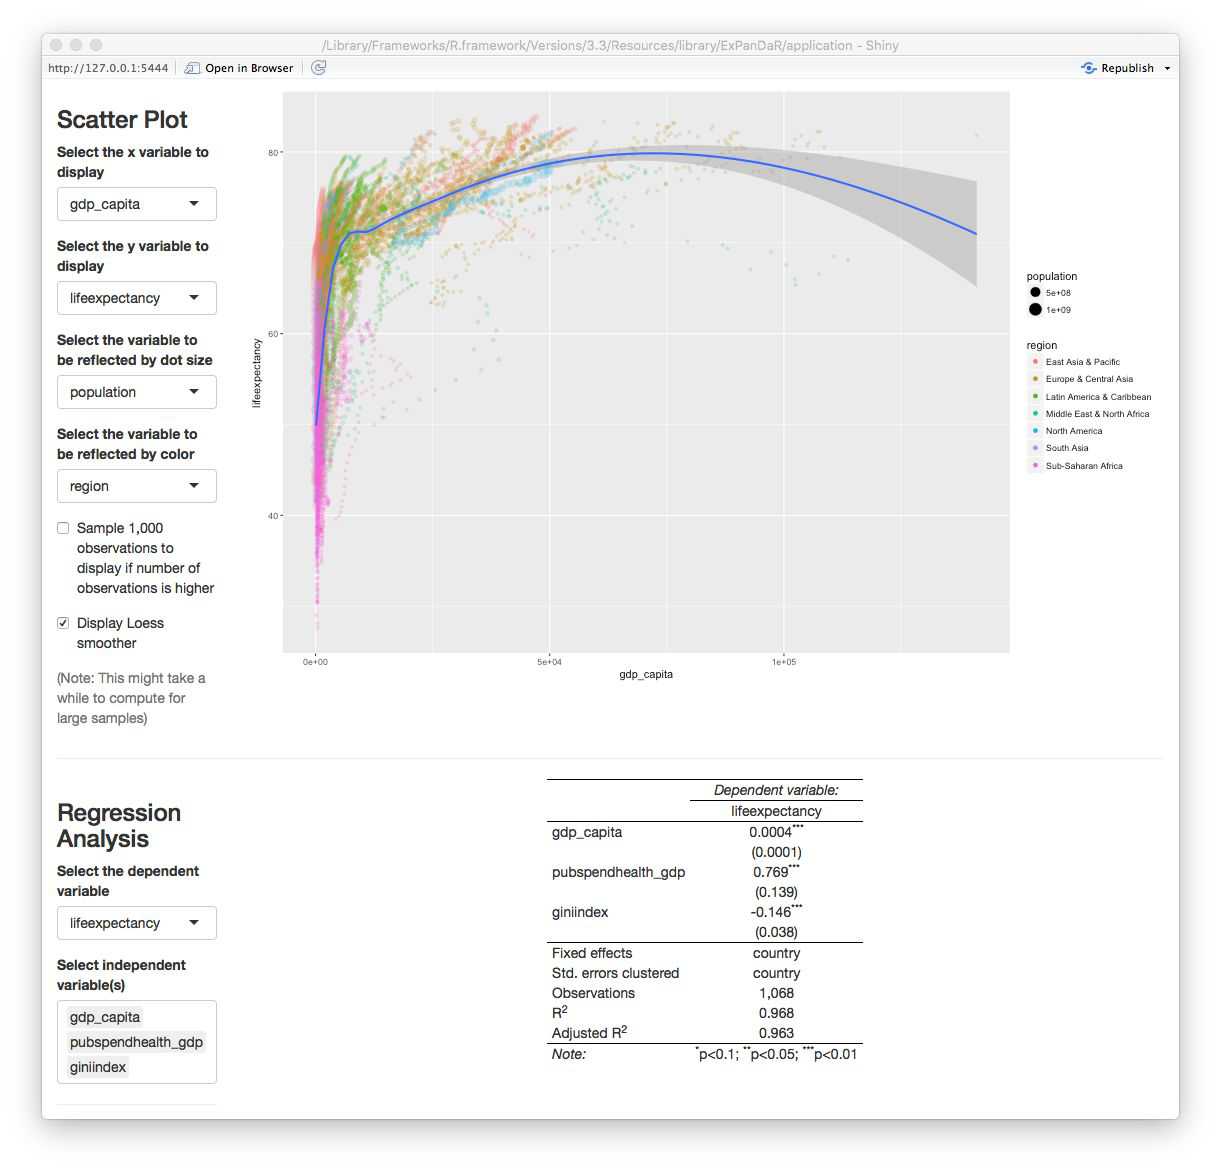 /Library/Frameworks/R.framework/Versions/3.3/Resources/library/ExPanDaR/application - Shiny
http://127.0.0.1:5444 Open in Browser Republish
Scatter Plot
Select the x variable to
display
gdp_capita
Select the y variable to
display
lifeexpectancy
Select the variable to
be reflected by dot size
population
Select the variable to
be reflected by color
region
Sample 1,000
observations to
display if number of
observations is higher
Display Loess
smoother
(Note: This might take a
while to compute for
large samples)
80
60
40
lifeexpectancy
0e+00 5e+04 1e+05
gdp_capita
population
5e+08
1e+09
region
East Asia & Pacific
Europe & Central Asia
Latin America & Caribbean
Middle East & North Africa
North America
South Asia
Sub-Saharan Africa
Regression
Analysis
Select the dependent
variable
lifeexpectancy
Select independent
variable(s)
gdp_capita
pubspendhealth_gdp
giniindex
Dependent variable:
lifeexpectancy
gdp_capita 0.0004***
(0.0001)
pubspendhealth_gdp 0.769***
(0.139)
giniindex -0.146***
(0.038)
Fixed effects country
Std. errors clustered country
Observations 1,068
R2 0.968
Adjusted R2 0.963
Note: *p<0.1; **p<0.05; ***p<0.01